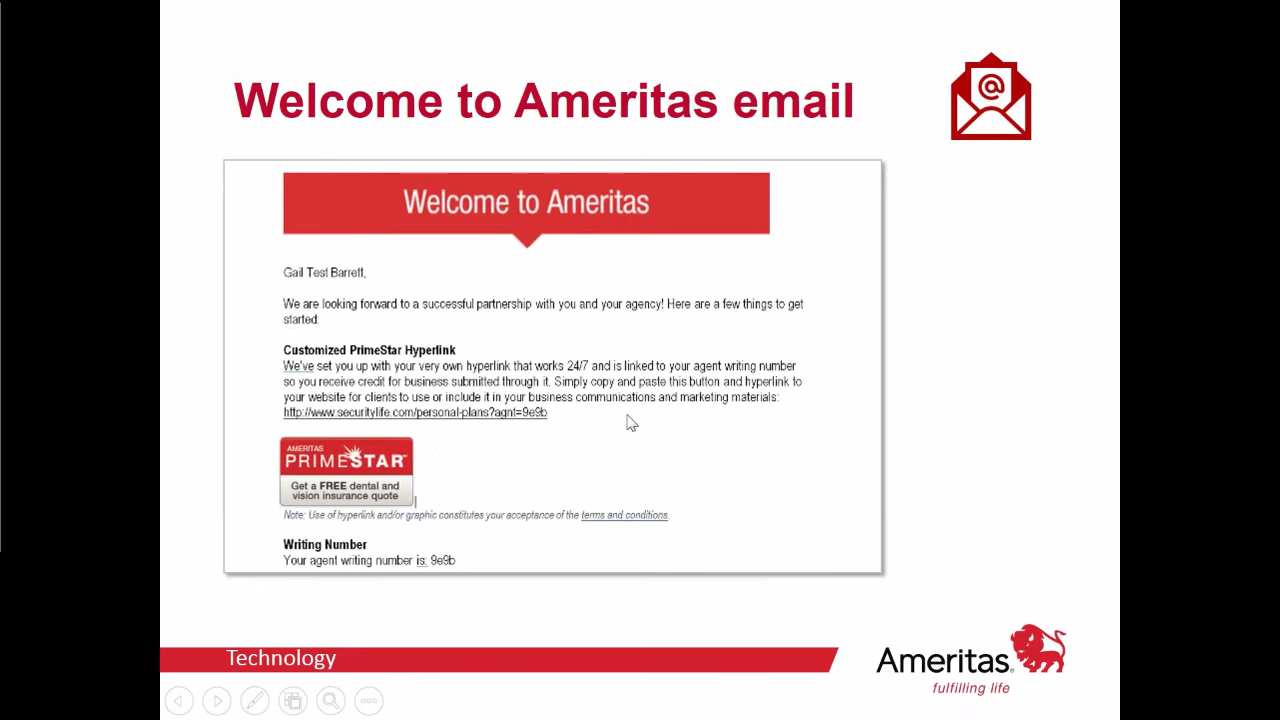 Welcome to Ameritas email
@
Welcome to Ameritas
Gail Test Barrett,
We are looking forward to a successful partnership with you and your agency! Here are a few things to get
started:
Customized PrimeStar Hyperlink
We've set you up with your very own hyperlink that works 24/7 and is linked to your agent writing number
so you receive credit for business submitted through it. Simply copy and paste this button and hyperlink to
your website for clients to use or include it in your business communications and marketing materials:
http://www.securitylife.com/personal-plans?agnt=9e9b
AMERITAS
PRIMESTAR
Get a FREE dental and
vision insurance quote
Note: Use of hyperlink and/or graphic constitutes your acceptance of the terms and conditions.
Writing Number
Your agent writing number is: 9e9b
Technology
Ameritas
fulfilling life